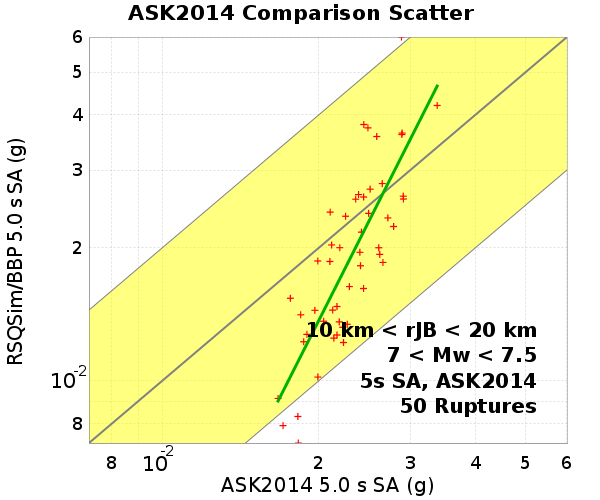 ASK2014 Comparison Scatter
RSQSim/BBP 5.0 s SA (g)
6
5
4
3
2
10-2
8
10 km < rJB < 20 km
7 < Mw < 7.5
5s SA, ASK2014
50 Ruptures
8 10-2 2 3 4 5 6
ASK2014 5.0 s SA (g)